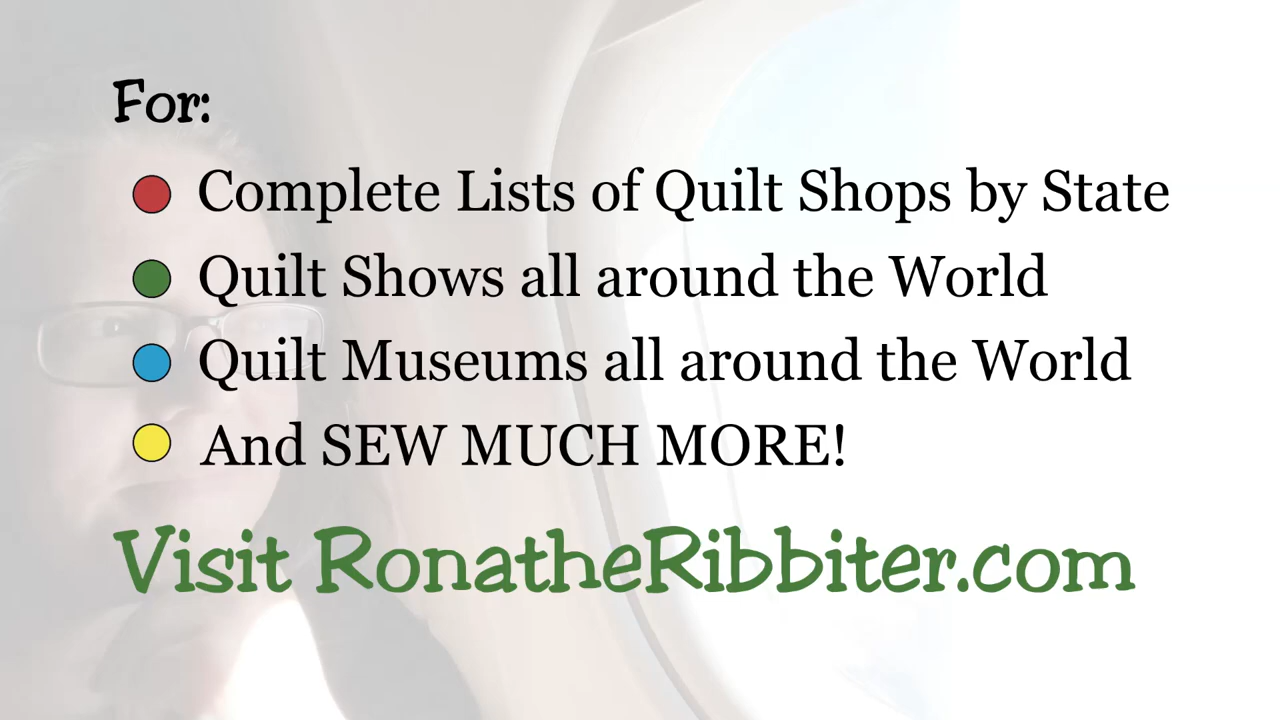 For:
Complete Lists of Quilt Shops by State
Quilt Shows all around the World
Quilt Museums all around the World
And SEW MUCH MORE!
Visit RonatheRibbiter.com